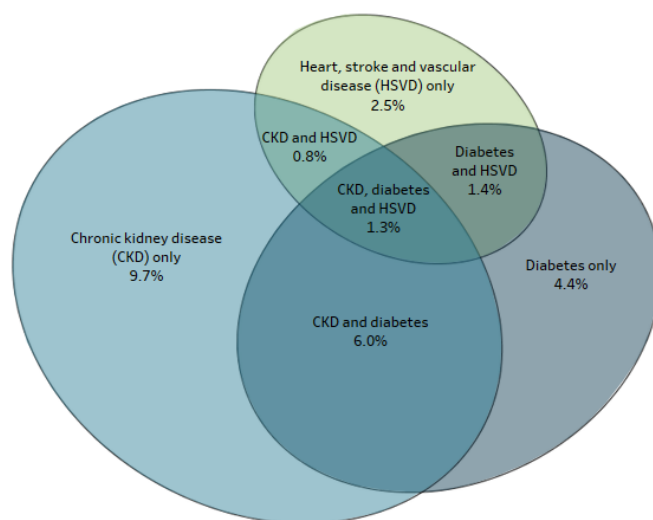 Heart, stroke and vascular
disease (HSVD) only
2.5%
CKD and HSVD
0.8%
Diabetes
and HSVD
1.4%
CKD, diabetes
and HSVD
1.3%
Chronic kidney disease
(CKD) only
9.7%
Diabetes only
4.4%
CKD and diabetes
6.0%